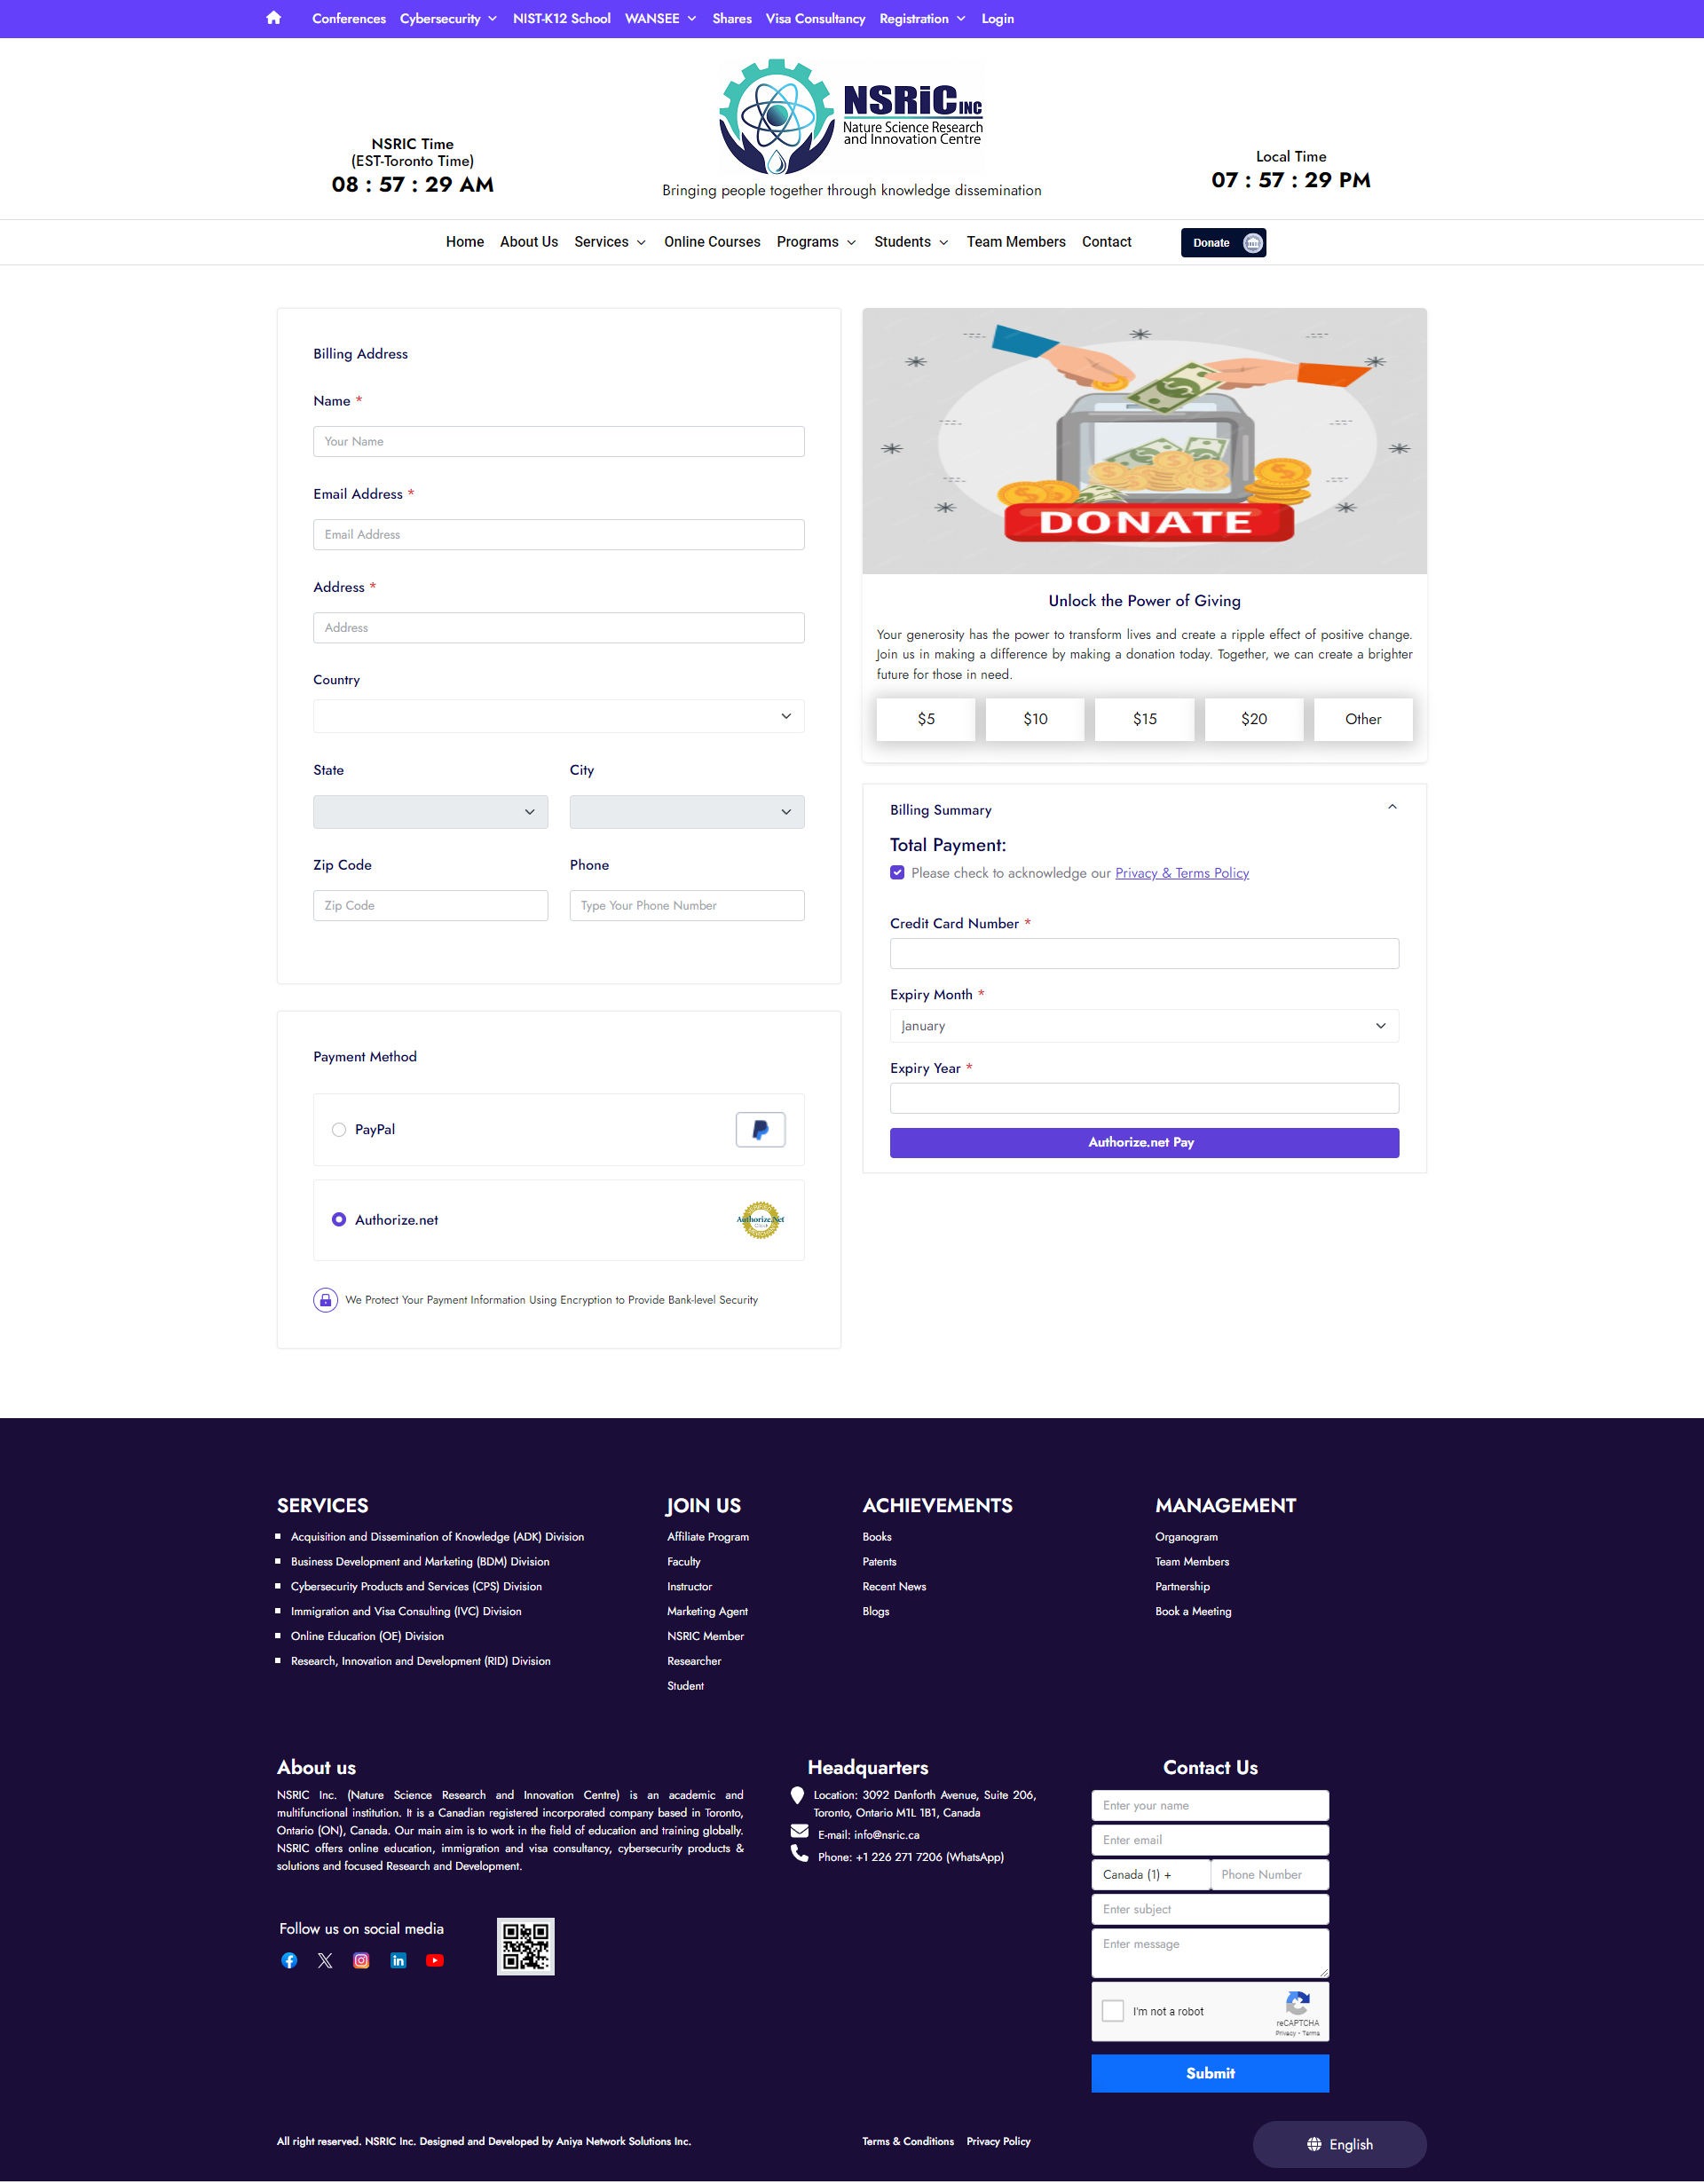 Conferences Cybersecurity NIST-K12 School WANSEE Shares Visa Consultancy Registration Login
NSRIC Time
(EST-Toronto Time)
08 : 57 : 29 AM
NSRiC INC
Nature Science Research
and Innovation Centre
Bringing people together through knowledge dissemination
Local Time
07 : 57 : 29 PM
Home About Us Services Online Courses Programs Students Team Members Contact Donate
Billing Address
Name *
Your Name
Email Address *
Email Address
Address *
Address
Country
State City
Zip Code Phone
Zip Code Type Your Phone Number
Payment Method
PayPal
Authorize.net
Authorize.Net
We Protect Your Payment Information Using Encryption to Provide Bank-level Security
DONATE
Unlock the Power of Giving
Your generosity has the power to transform lives and create a ripple effect of positive change.
Join us in making a difference by making a donation today. Together, we can create a brighter
future for those in need.
$5 $10 $15 $20 Other
Billing Summary
Total Payment:
Please check to acknowledge our Privacy & Terms Policy
Credit Card Number *
Expiry Month *
January
Expiry Year *
Authorize.net Pay
SERVICES
Acquisition and Dissemination of Knowledge (ADK) Division
Business Development and Marketing (BDM) Division
Cybersecurity Products and Services (CPS) Division
Immigration and Visa Consulting (IVC) Division
Online Education (OE) Division
Research, Innovation and Development (RID) Division
JOIN US
Affiliate Program
Faculty
Instructor
Marketing Agent
NSRIC Member
Researcher
Student
ACHIEVEMENTS
Books
Patents
Recent News
Blogs
MANAGEMENT
Organogram
Team Members
Partnership
Book a Meeting
About us
NSRIC Inc. (Nature Science Research and Innovation Centre) is an academic and
multifunctional institution. It is a Canadian registered incorporated company based in Toronto,
Ontario (ON), Canada. Our main aim is to work in the field of education and training globally.
NSRIC offers online education, immigration and visa consultancy, cybersecurity products &
solutions and focused Research and Development.
Follow us on social media
Headquarters
Location: 3092 Danforth Avenue, Suite 206,
Toronto, Ontario M1L 1B1, Canada
E-mail: info@nsric.ca
Phone: +1 226 271 7206 (WhatsApp)
Contact Us
Enter your name
Enter email
Canada (1) + Phone Number
Enter subject
Enter message
I'm not a robot
reCAPTCHA
Privacy - Terms
Submit
All right reserved. NSRIC Inc. Designed and Developed by Aniya Network Solutions Inc.
Terms & Conditions Privacy Policy
English